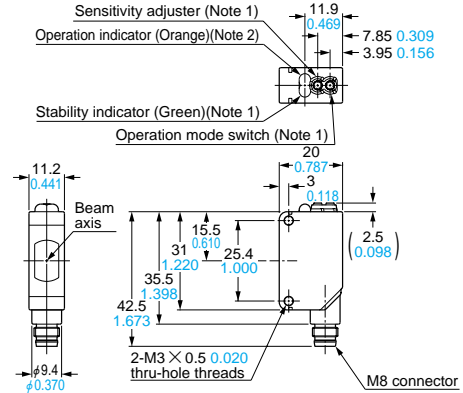 Sensitivity adjuster (Note 1)
Operation indicator (Orange)(Note 2)
Stability indicator (Green)(Note 1)
Operation mode switch (Note 1)
11.9
0.469
7.85 0.309
3.95 0.156
20
0.787
3
0.118
11.2
0.441
Beam
axis
15.5
0.610
31
1.220
35.5
1.398
42.5
1.673
25.4
1.000
(2.5
0.098)
φ9.4
φ0.370
2-M3 × 0.5 0.020
thru-hole threads
M8 connector